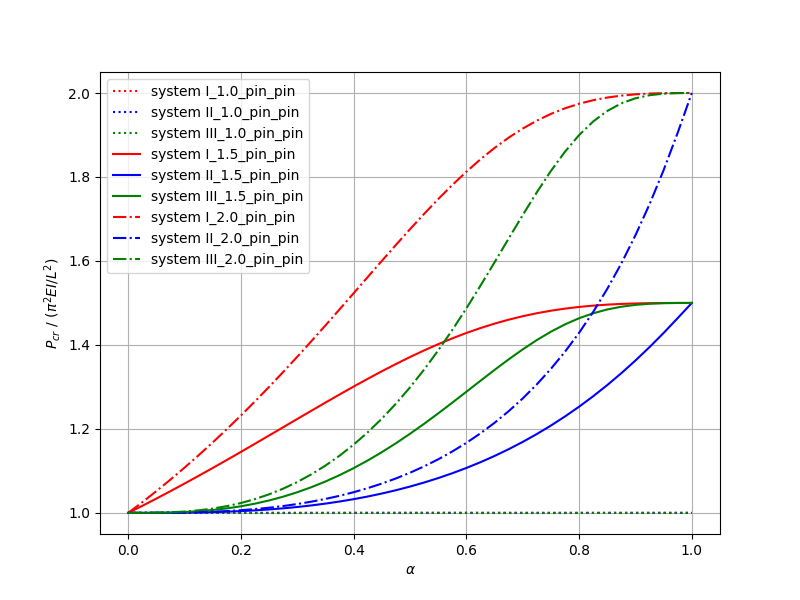 system I_1.0_pin_pin
system II_1.0_pin_pin
system III_1.0_pin_pin
system I_1.5_pin_pin
system II_1.5_pin_pin
system III_1.5_pin_pin
system I_2.0_pin_pin
system II_2.0_pin_pin
system III_2.0_pin_pin
2.0
1.8
1.6
1.4
1.2
1.0
P_cr / (π²EI/L²)
0.0 0.2 0.4 0.6 0.8 1.0
α